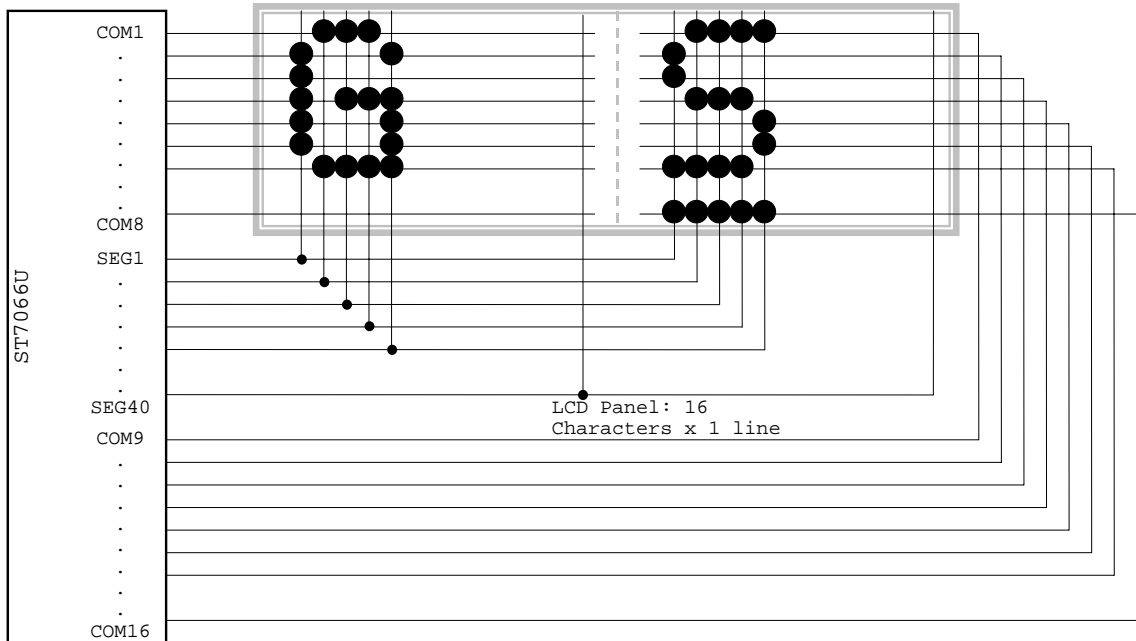 COM1
COM8
SEG1
ST7066U
SEG40
LCD Panel: 16
Characters x 1 line
COM9
COM16